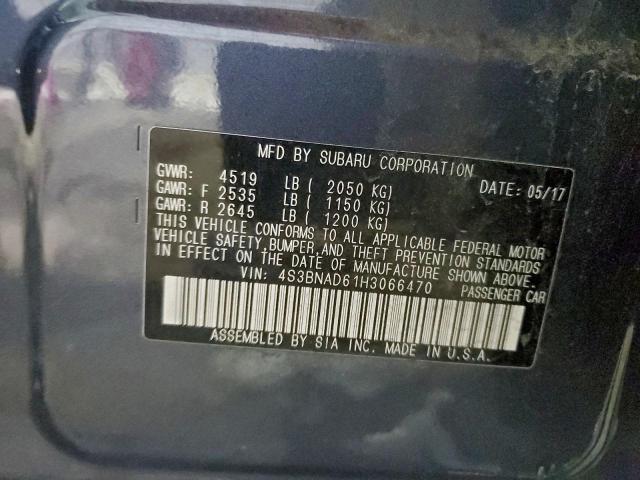 MFD BY SUBARU CORPORATION
GVWR: 4519 LB ( 2050 KG) DATE: 05/17
GAWR: F 2535 LB ( 1150 KG)
GAWR: R 2645 LB ( 1200 KG)
THIS VEHICLE CONFORMS TO ALL APPLICABLE FEDERAL MOTOR
VEHICLE SAFETY, BUMPER, AND THEFT PREVENTION STANDARDS
IN EFFECT ON THE DATE OF MANUFACTURE SHOWN ABOVE.
VIN: 4S3BNAD61H3066470 PASSENGER CAR
ASSEMBLED BY SIA INC. MADE IN U.S.A.